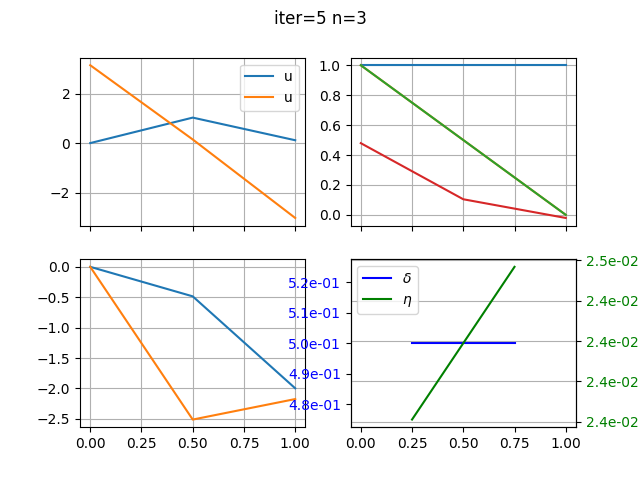 iter=5 n=3
u
u
2
0
−2
1.0
0.8
0.6
0.4
0.2
0.0
0.0
−0.5
−1.0
−1.5
−2.0
−2.5
0.00 0.25 0.50 0.75 1.00
δ
η
5.2e-01
5.1e-01
5.0e-01
4.9e-01
4.8e-01
2.5e-02
2.4e-02
2.4e-02
2.4e-02
2.4e-02
0.00 0.25 0.50 0.75 1.00